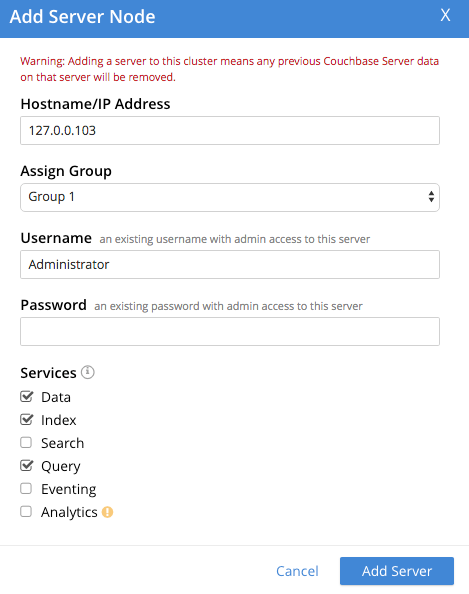 Add Server Node X
Warning: Adding a server to this cluster means any previous Couchbase Server data
on that server will be removed.
Hostname/IP Address
127.0.0.103
Assign Group
Group 1
Username an existing username with admin access to this server
Administrator
Password an existing password with admin access to this server
Services
Data
Index
Search
Query
Eventing
Analytics
Cancel Add Server